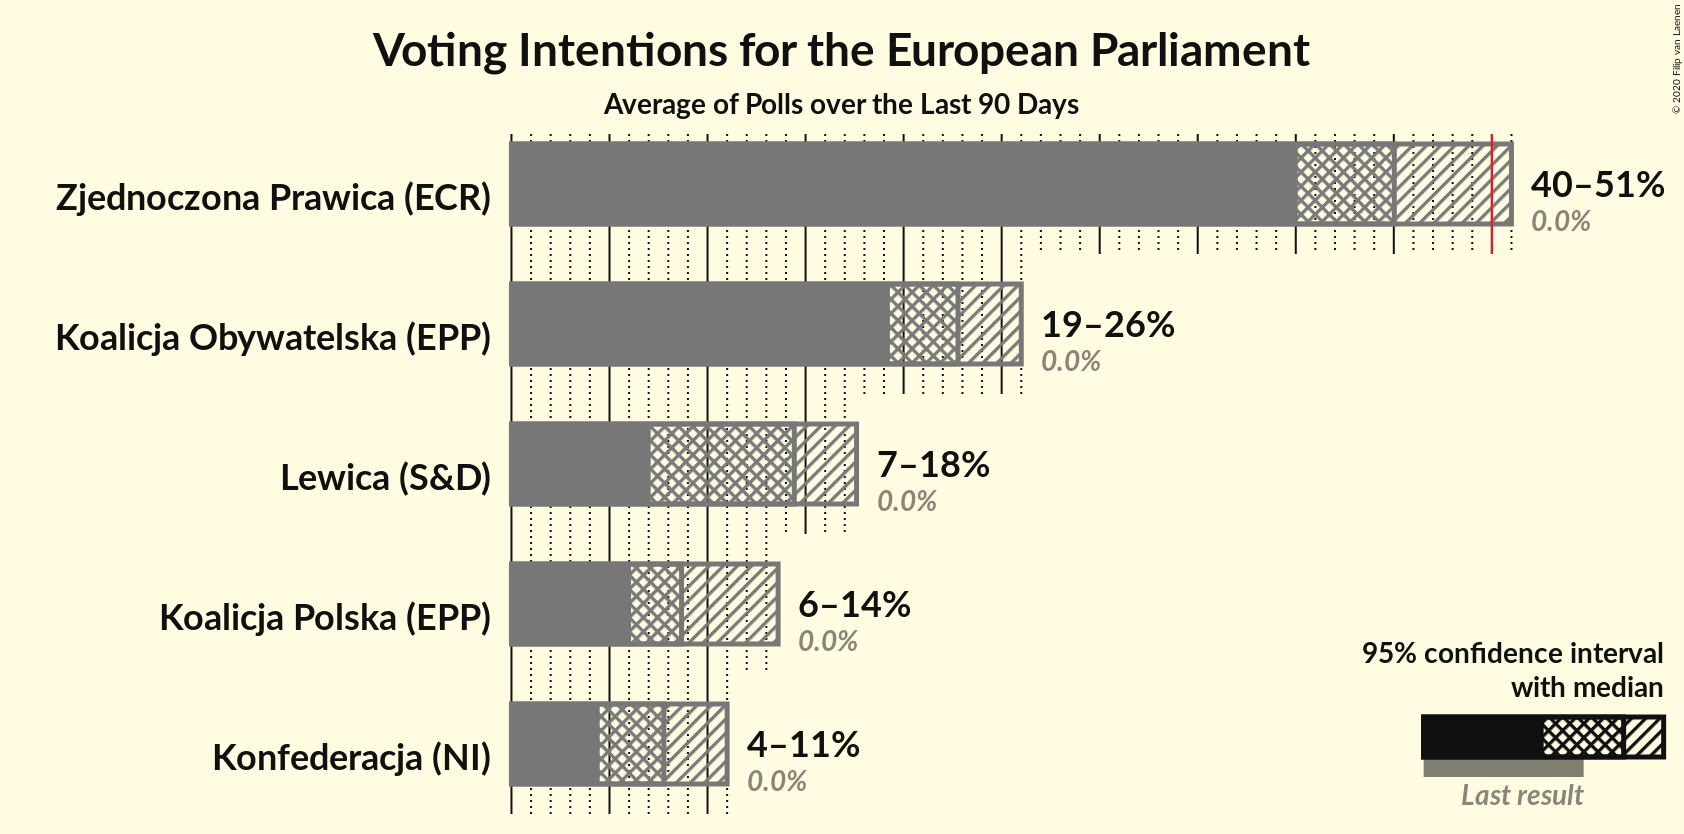 Voting Intentions for the European Parliament
Average of Polls over the Last 90 Days
© 2020 Filip van Laenen
Zjednoczona Prawica (ECR)
40–51%
0.0%
Koalicja Obywatelska (EPP)
19–26%
0.0%
Lewica (S&D)
7–18%
0.0%
Koalicja Polska (EPP)
6–14%
0.0%
Konfederacja (NI)
4–11%
0.0%
95% confidence interval
with median
Last result